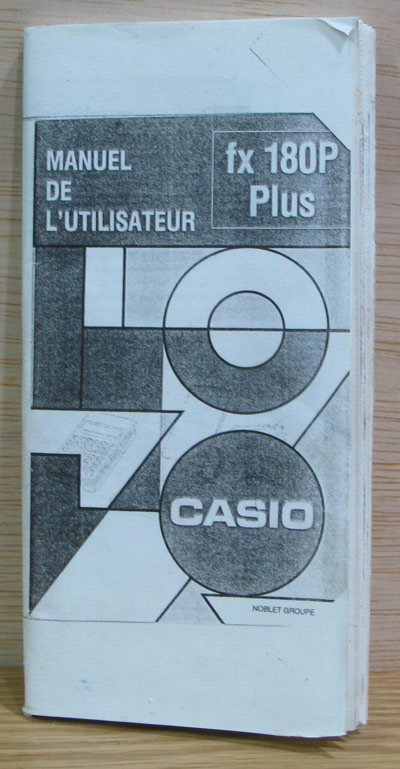 MANUEL
DE
L'UTILISATEUR
fx 180P
Plus
CASIO
NOBLET GROUPE